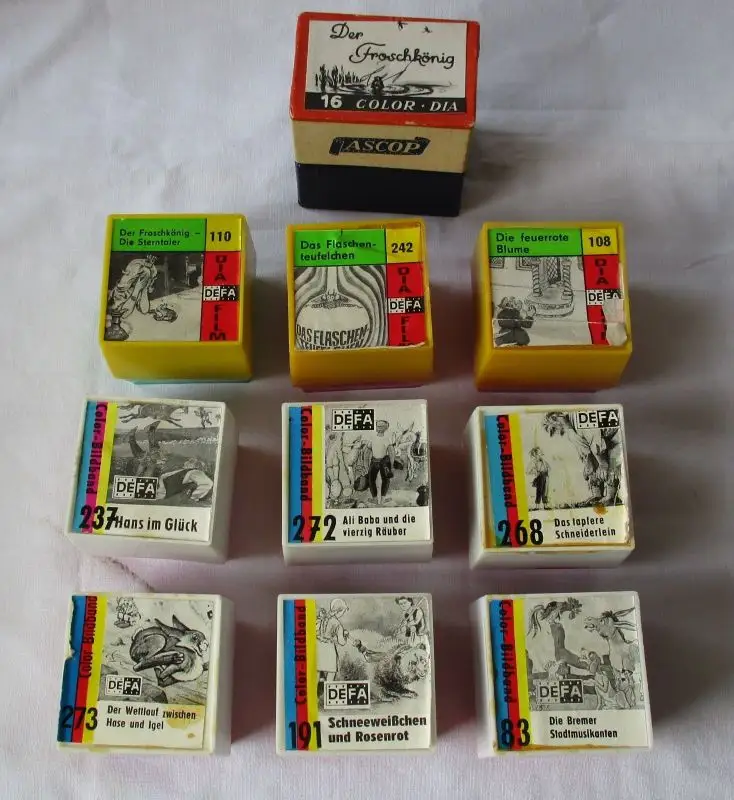 Der
Froschkönig
16 COLOR · DIA
ASCOP
Der Froschkönig –
Die Sterntaler
110
DIA
DEFA
FILM
Das Flaschen-
teufelchen
242
DIA
DEFA
FILM
DAS FLASCHEN-
Die feuerrote
Blume
108
DIA
DEFA
Color-Bildband
DEFA
237 Hans im Glück
Color-Bildband
DEFA
272
Ali Baba und die
vierzig Räuber
Color-Bildband
DEFA
268
Das tapfere
Schneiderlein
Color-Bildband
DEFA
273
Der Wettlauf zwischen
Hase und Igel
Color-Bildband
DEFA
191
Schneeweißchen
und Rosenrot
Color-Bildband
DEFA
83
Die Bremer
Stadtmusikanten